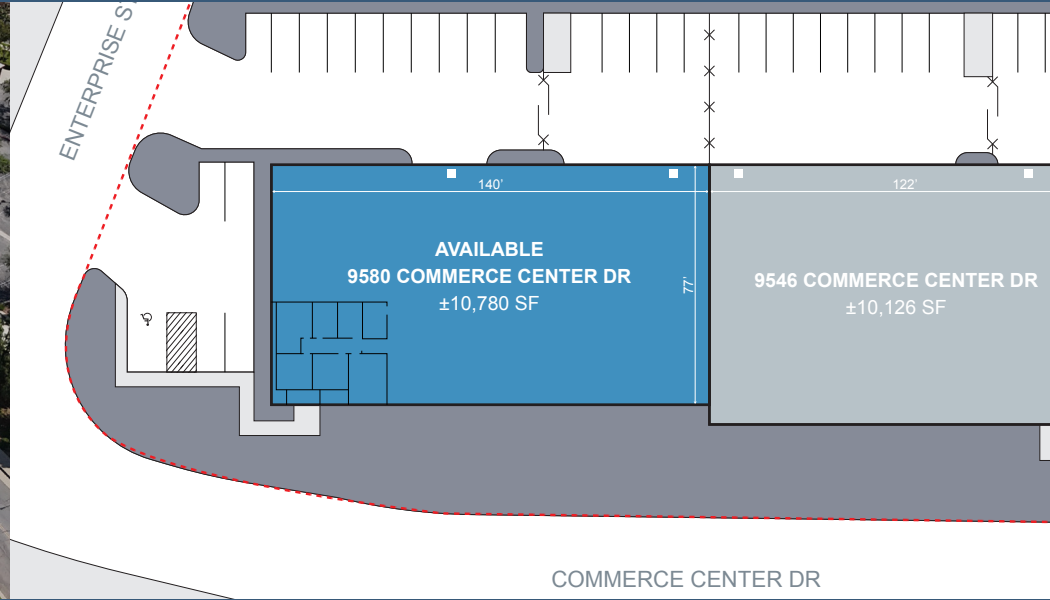 ENTERPRISE S
140'
122'
AVAILABLE
9580 COMMERCE CENTER DR
±10,780 SF
77'
9546 COMMERCE CENTER DR
±10,126 SF
COMMERCE CENTER DR